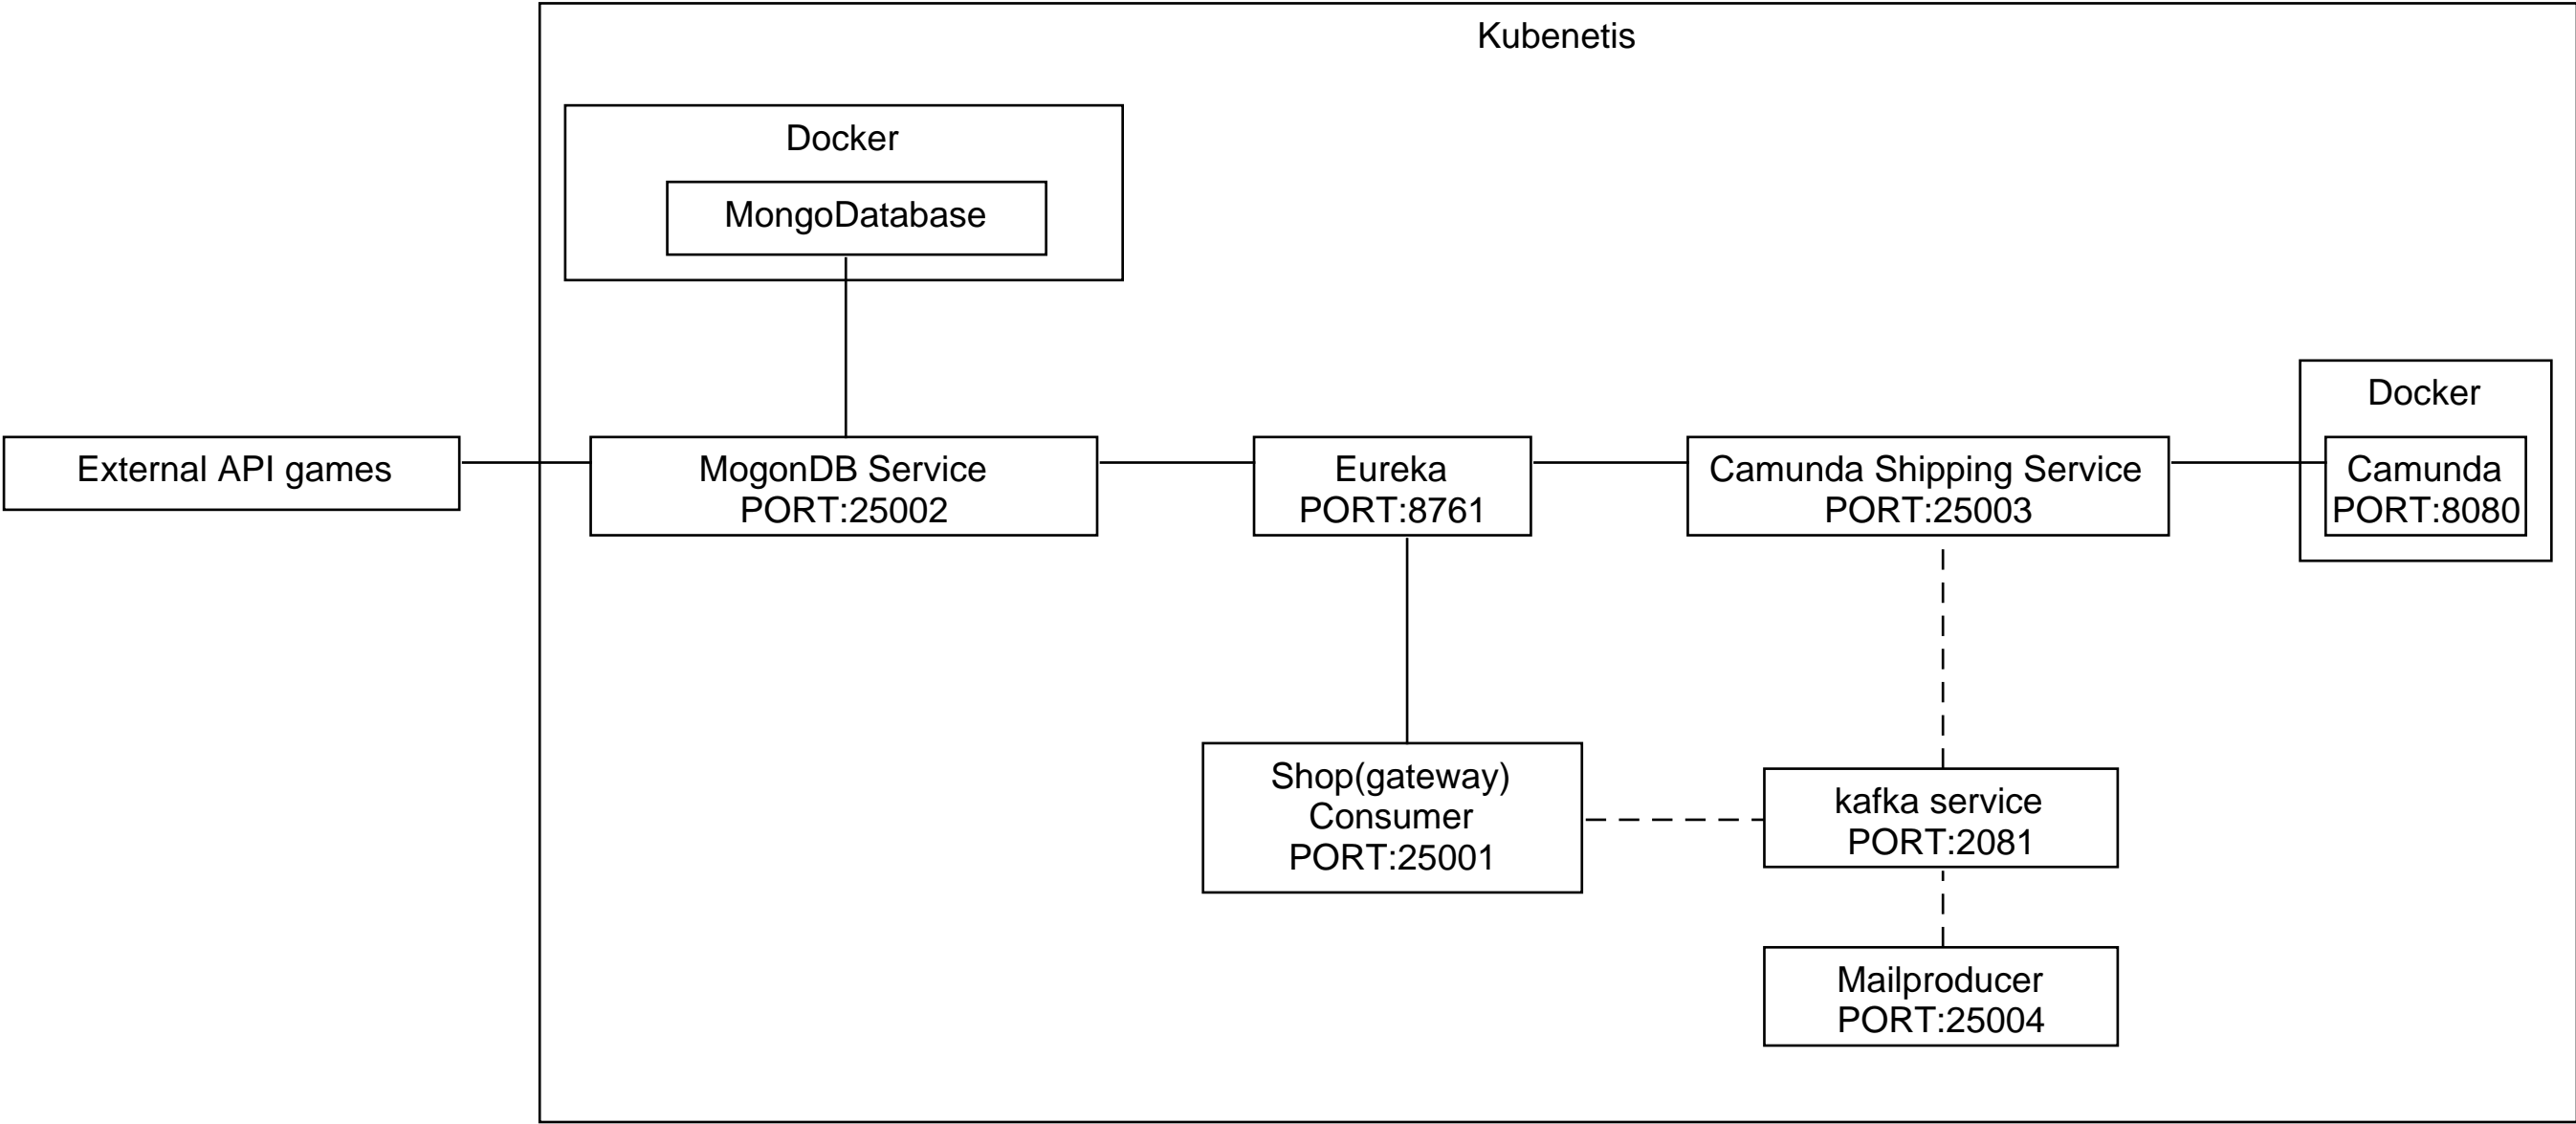 Kubenetis
Docker
MongoDatabase
Docker
External API games
MogonDB Service
PORT:25002
Eureka
PORT:8761
Camunda Shipping Service
PORT:25003
Camunda
PORT:8080
Shop(gateway)
Consumer
PORT:25001
kafka service
PORT:2081
Mailproducer
PORT:25004